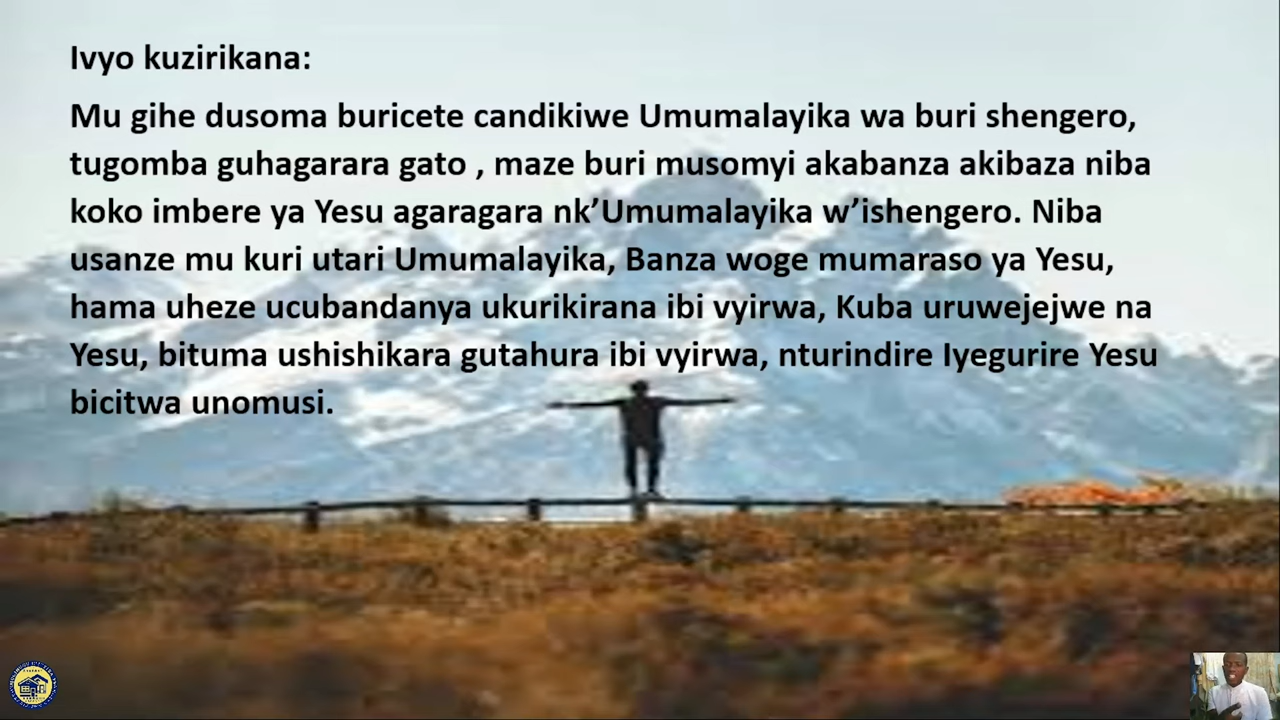 Ivyo kuzirikana:
Mu gihe dusoma buricete candikiwe Umumalayika wa buri shengero,
tugomba guhagarara gato , maze buri musomyi akabanza akibaza niba
koko imbere ya Yesu agaragara nk’Umumalayika w’ishengero. Niba
usanze mu kuri utari Umumalayika, Banza woge mumaraso ya Yesu,
hama uheze ucubandanya ukurikirana ibi vyirwa, Kuba uruwejejwe na
Yesu, bituma ushishikara gutahura ibi vyirwa, nturindire Iyegurire Yesu
bicitwa unomusi.